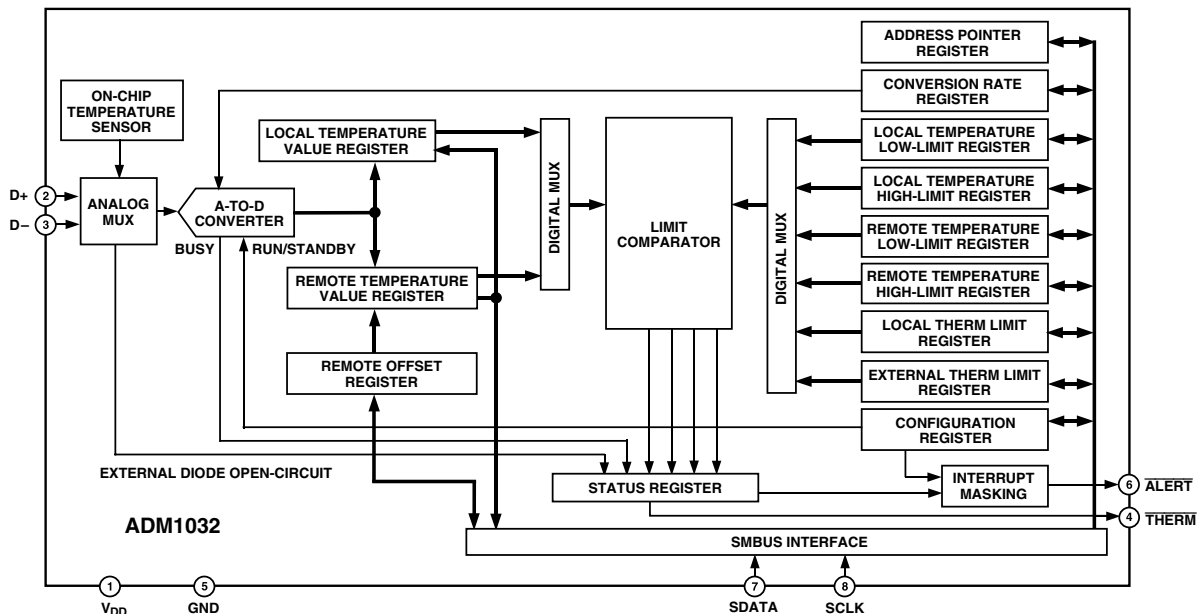 ADDRESS POINTER
REGISTER
CONVERSION RATE
REGISTER
ON-CHIP
TEMPERATURE
SENSOR
LOCAL TEMPERATURE
VALUE REGISTER
LOCAL TEMPERATURE
LOW-LIMIT REGISTER
D+
2
D–
3
ANALOG
MUX
A-TO-D
CONVERTER
BUSY
RUN/STANDBY
DIGITAL MUX
LIMIT
COMPARATOR
DIGITAL MUX
LOCAL TEMPERATURE
HIGH-LIMIT REGISTER
REMOTE TEMPERATURE
LOW-LIMIT REGISTER
REMOTE TEMPERATURE
VALUE REGISTER
REMOTE TEMPERATURE
HIGH-LIMIT REGISTER
LOCAL THERM LIMIT
REGISTER
REMOTE OFFSET
REGISTER
EXTERNAL THERM LIMIT
REGISTER
CONFIGURATION
REGISTER
EXTERNAL DIODE OPEN-CIRCUIT
STATUS REGISTER
INTERRUPT
MASKING
6
ALERT
4
THERM
ADM1032
SMBUS INTERFACE
1
5
7
8
VDD
GND
SDATA
SCLK